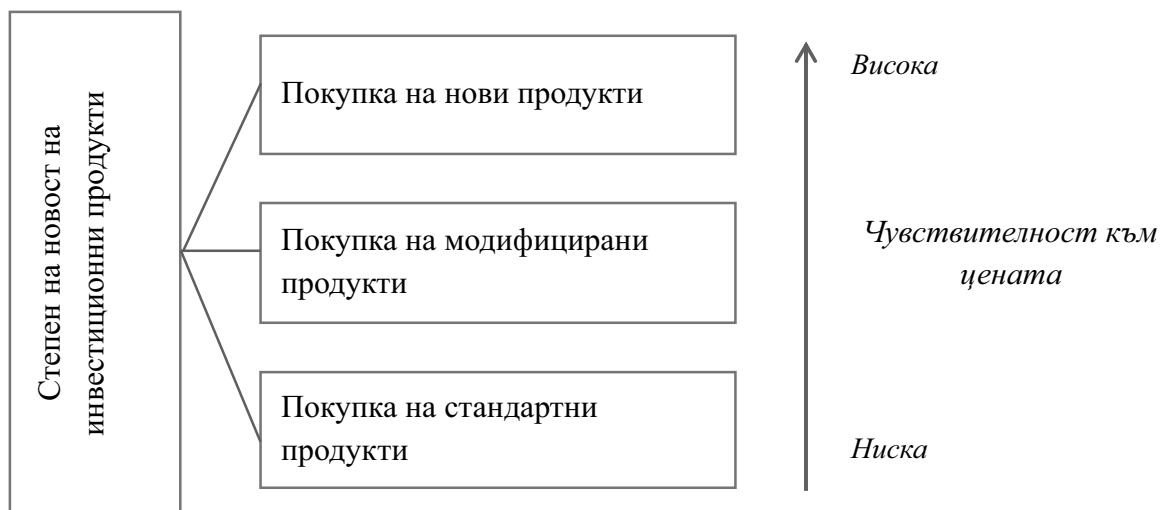 Степен на новост на
инвестиционни продукти
Покупка на нови продукти
Покупка на модифицирани
продукти
Покупка на стандартни
продукти
Висока
Чувствителност към
цената
Ниска